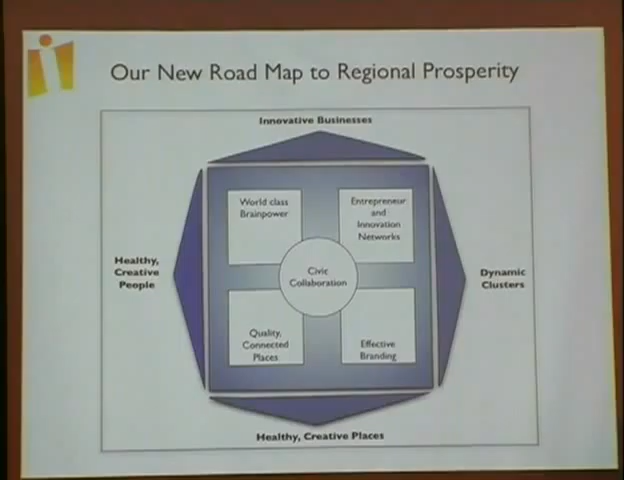 Our New Road Map to Regional Prosperity
Innovative Businesses
World class
Brainpower
Entrepreneur
and
Innovation
Networks
Healthy,
Creative
People
Civic
Collaboration
Dynamic
Clusters
Quality,
Connected
Places
Effective
Branding
Healthy, Creative Places